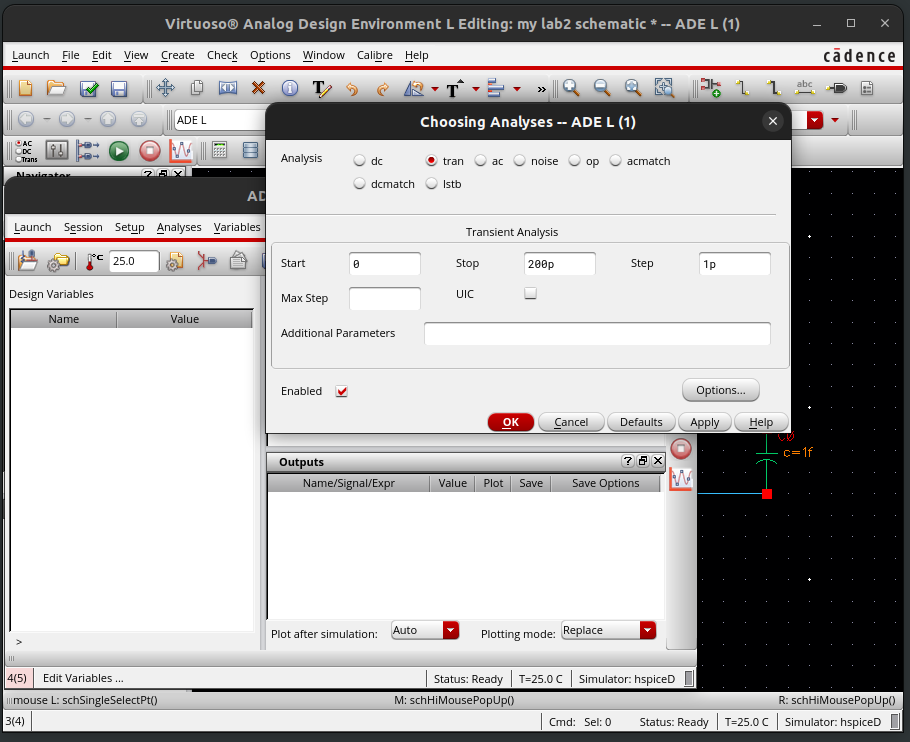 Virtuoso® Analog Design Environment L Editing: my lab2 schematic * -- ADE L (1)
Launch File Edit View Create Check Options Window Calibre Help
cādence
T T » abc
ADE L
AC
DC
Trans
Navigator
Choosing Analyses -- ADE L (1)
Analysis dc tran ac noise op acmatch
dcmatch lstb
Transient Analysis
Start 0 Stop 200p Step 1p
Max Step UIC
Additional Parameters
Enabled Options...
OK Cancel Defaults Apply Help
AD
Launch Session Setup Analyses Variables
°C 25.0
Design Variables
Name Value
>
Outputs ?
Name/Signal/Expr Value Plot Save Save Options
Plot after simulation: Auto Plotting mode: Replace
C0
c=1f
4(5) Edit Variables ... Status: Ready T=25.0 C Simulator: hspiceD
mouse L: schSingleSelectPt() M: schHiMousePopUp() R: schHiMousePopUp()
3(4) Cmd: Sel: 0 Status: Ready T=25.0 C Simulator: hspiceD